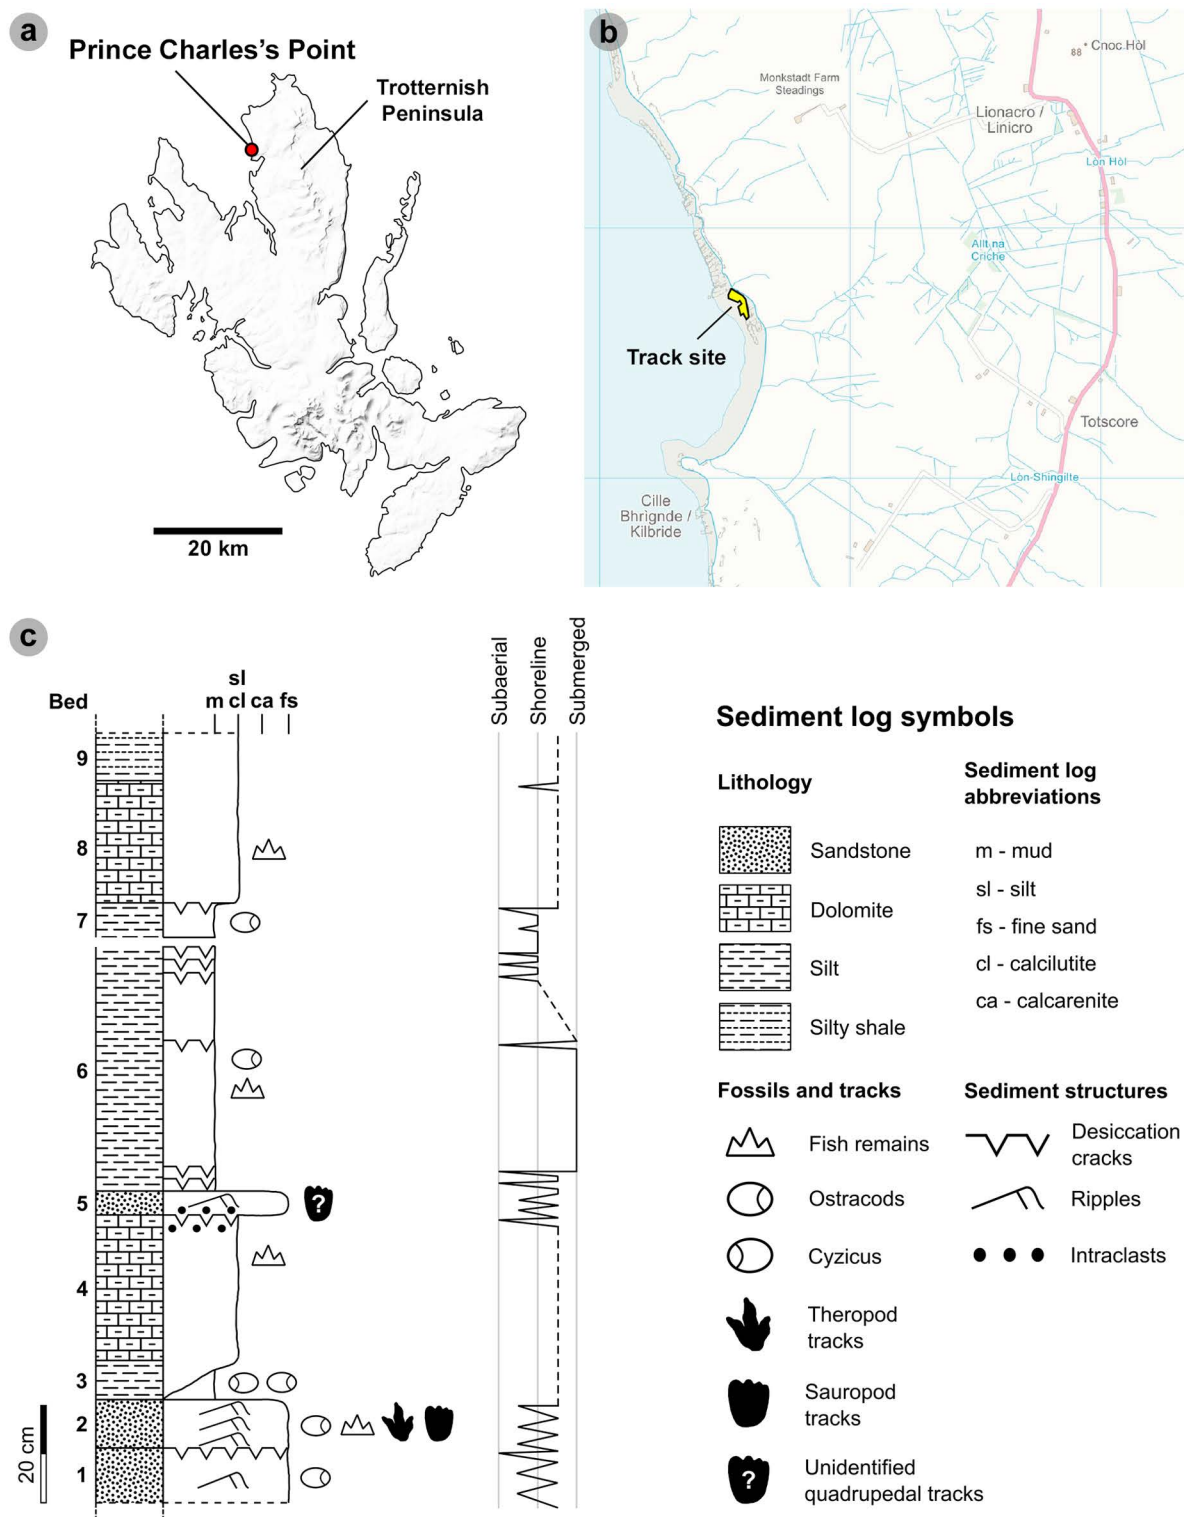 a
Prince Charles's Point
Trotternish
Peninsula
20 km
b
88
Cnoc Hòl
Monkstadt Farm
Steadings
Lionacro /
Linicro
Lòn Hòl
Allt na
Criche
Track site
Totscore
Lòn Shingilte
Cille
Bhrìghde /
Kilbride
c
Bed
sl
m cl ca fs
Subaerial
Shoreline
Submerged
9
8
7
6
5
?
4
3
2
1
20 cm
Sediment log symbols
Lithology
Sandstone
Dolomite
Silt
Silty shale
Sediment log
abbreviations
m - mud
sl - silt
fs - fine sand
cl - calcilutite
ca - calcarenite
Fossils and tracks
Fish remains
Ostracods
Cyzicus
Theropod
tracks
Sauropod
tracks
?
Unidentified
quadrupedal tracks
Sediment structures
Desiccation
cracks
Ripples
Intraclasts